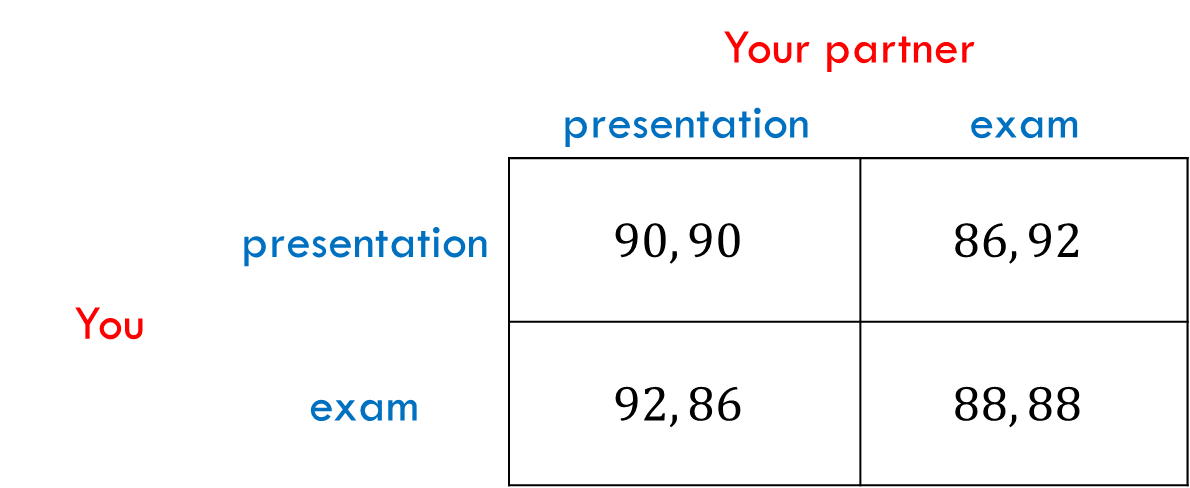 Your partner
presentation exam
presentation 90, 90 86, 92
You
exam 92, 86 88, 88